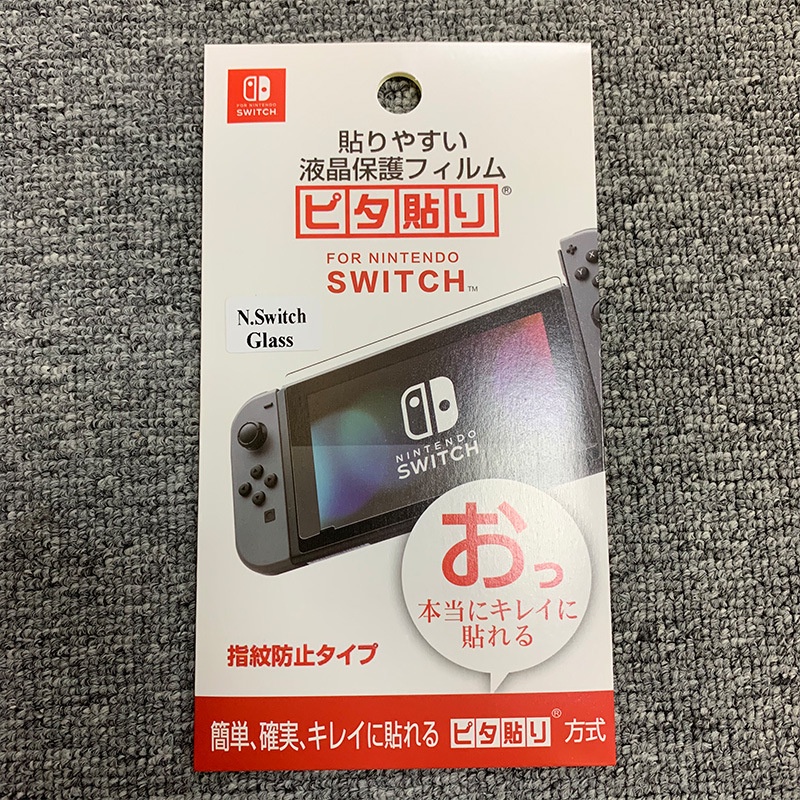 FOR NINTENDO
SWITCH
貼りやすい
液晶保護フィルム
ピタ貼り®
FOR NINTENDO
SWITCH™
N.Switch
Glass
NINTENDO
SWITCH
おっ
本当にキレイに
貼れる
指紋防止タイプ
簡単、確実、キレイに貼れる ピタ貼り® 方式